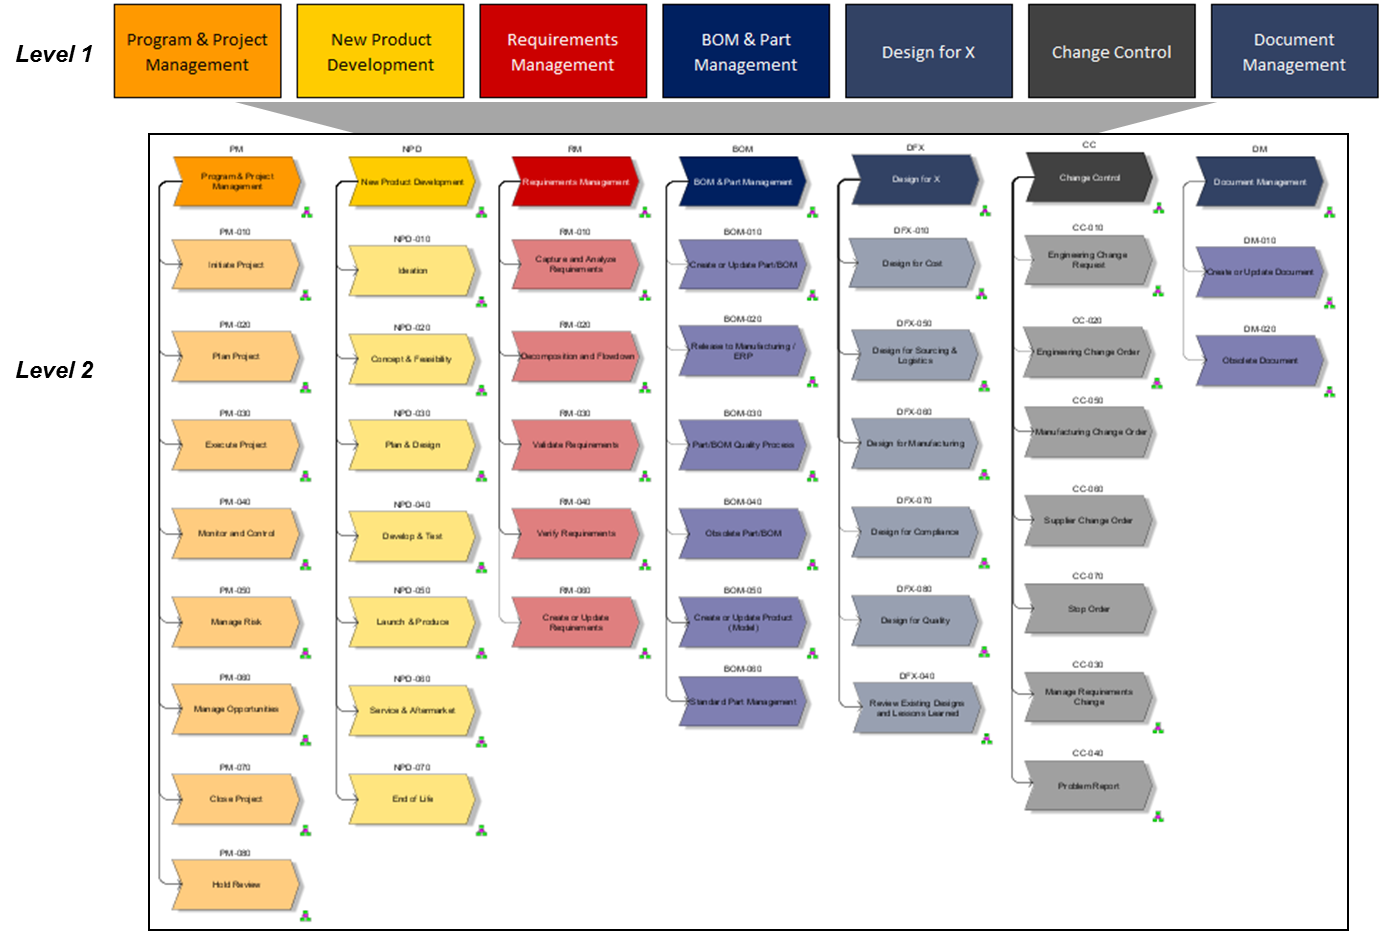 Level 1
Program & Project
Management
New Product
Development
Requirements
Management
BOM & Part
Management
Design for X
Change Control
Document
Management
Level 2
PM
Program & Project
Management
PM-010
Initiate Project
PM-020
Plan Project
PM-030
Execute Project
PM-040
Monitor and Control
PM-050
Manage Risk
PM-060
Manage Opportunities
PM-070
Close Project
PM-080
Hold Review
NPD
New Product Development
NPD-010
Ideation
NPD-020
Concept & Feasibility
NPD-030
Plan & Design
NPD-040
Develop & Test
NPD-050
Launch & Produce
NPD-060
Service & Aftermarket
NPD-070
End of Life
RM
Requirements Management
RM-010
Capture and Analyze
Requirements
RM-020
Decomposition and Flowdown
RM-030
Validate Requirements
RM-040
Verify Requirements
RM-060
Create or Update
Requirements
BOM
BOM & Part Management
BOM-010
Create or Update Part/BOM
BOM-020
Release to Manufacturing /
ERP
BOM-030
Part/BOM Quality Process
BOM-040
Obsolete Part/BOM
BOM-050
Create or Update Product
(Model)
BOM-060
Standard Part Management
DFX
Design for X
DFX-010
Design for Cost
DFX-050
Design for Sourcing &
Logistics
DFX-060
Design for Manufacturing
DFX-070
Design for Compliance
DFX-080
Design for Quality
DFX-040
Review Existing Designs
and Lessons Learned
CC
Change Control
CC-010
Engineering Change
Request
CC-020
Engineering Change Order
CC-050
Manufacturing Change Order
CC-060
Supplier Change Order
CC-070
Stop Order
CC-030
Manage Requirements
Change
CC-040
Problem Report
DM
Document Management
DM-010
Create or Update Document
DM-020
Obsolete Document